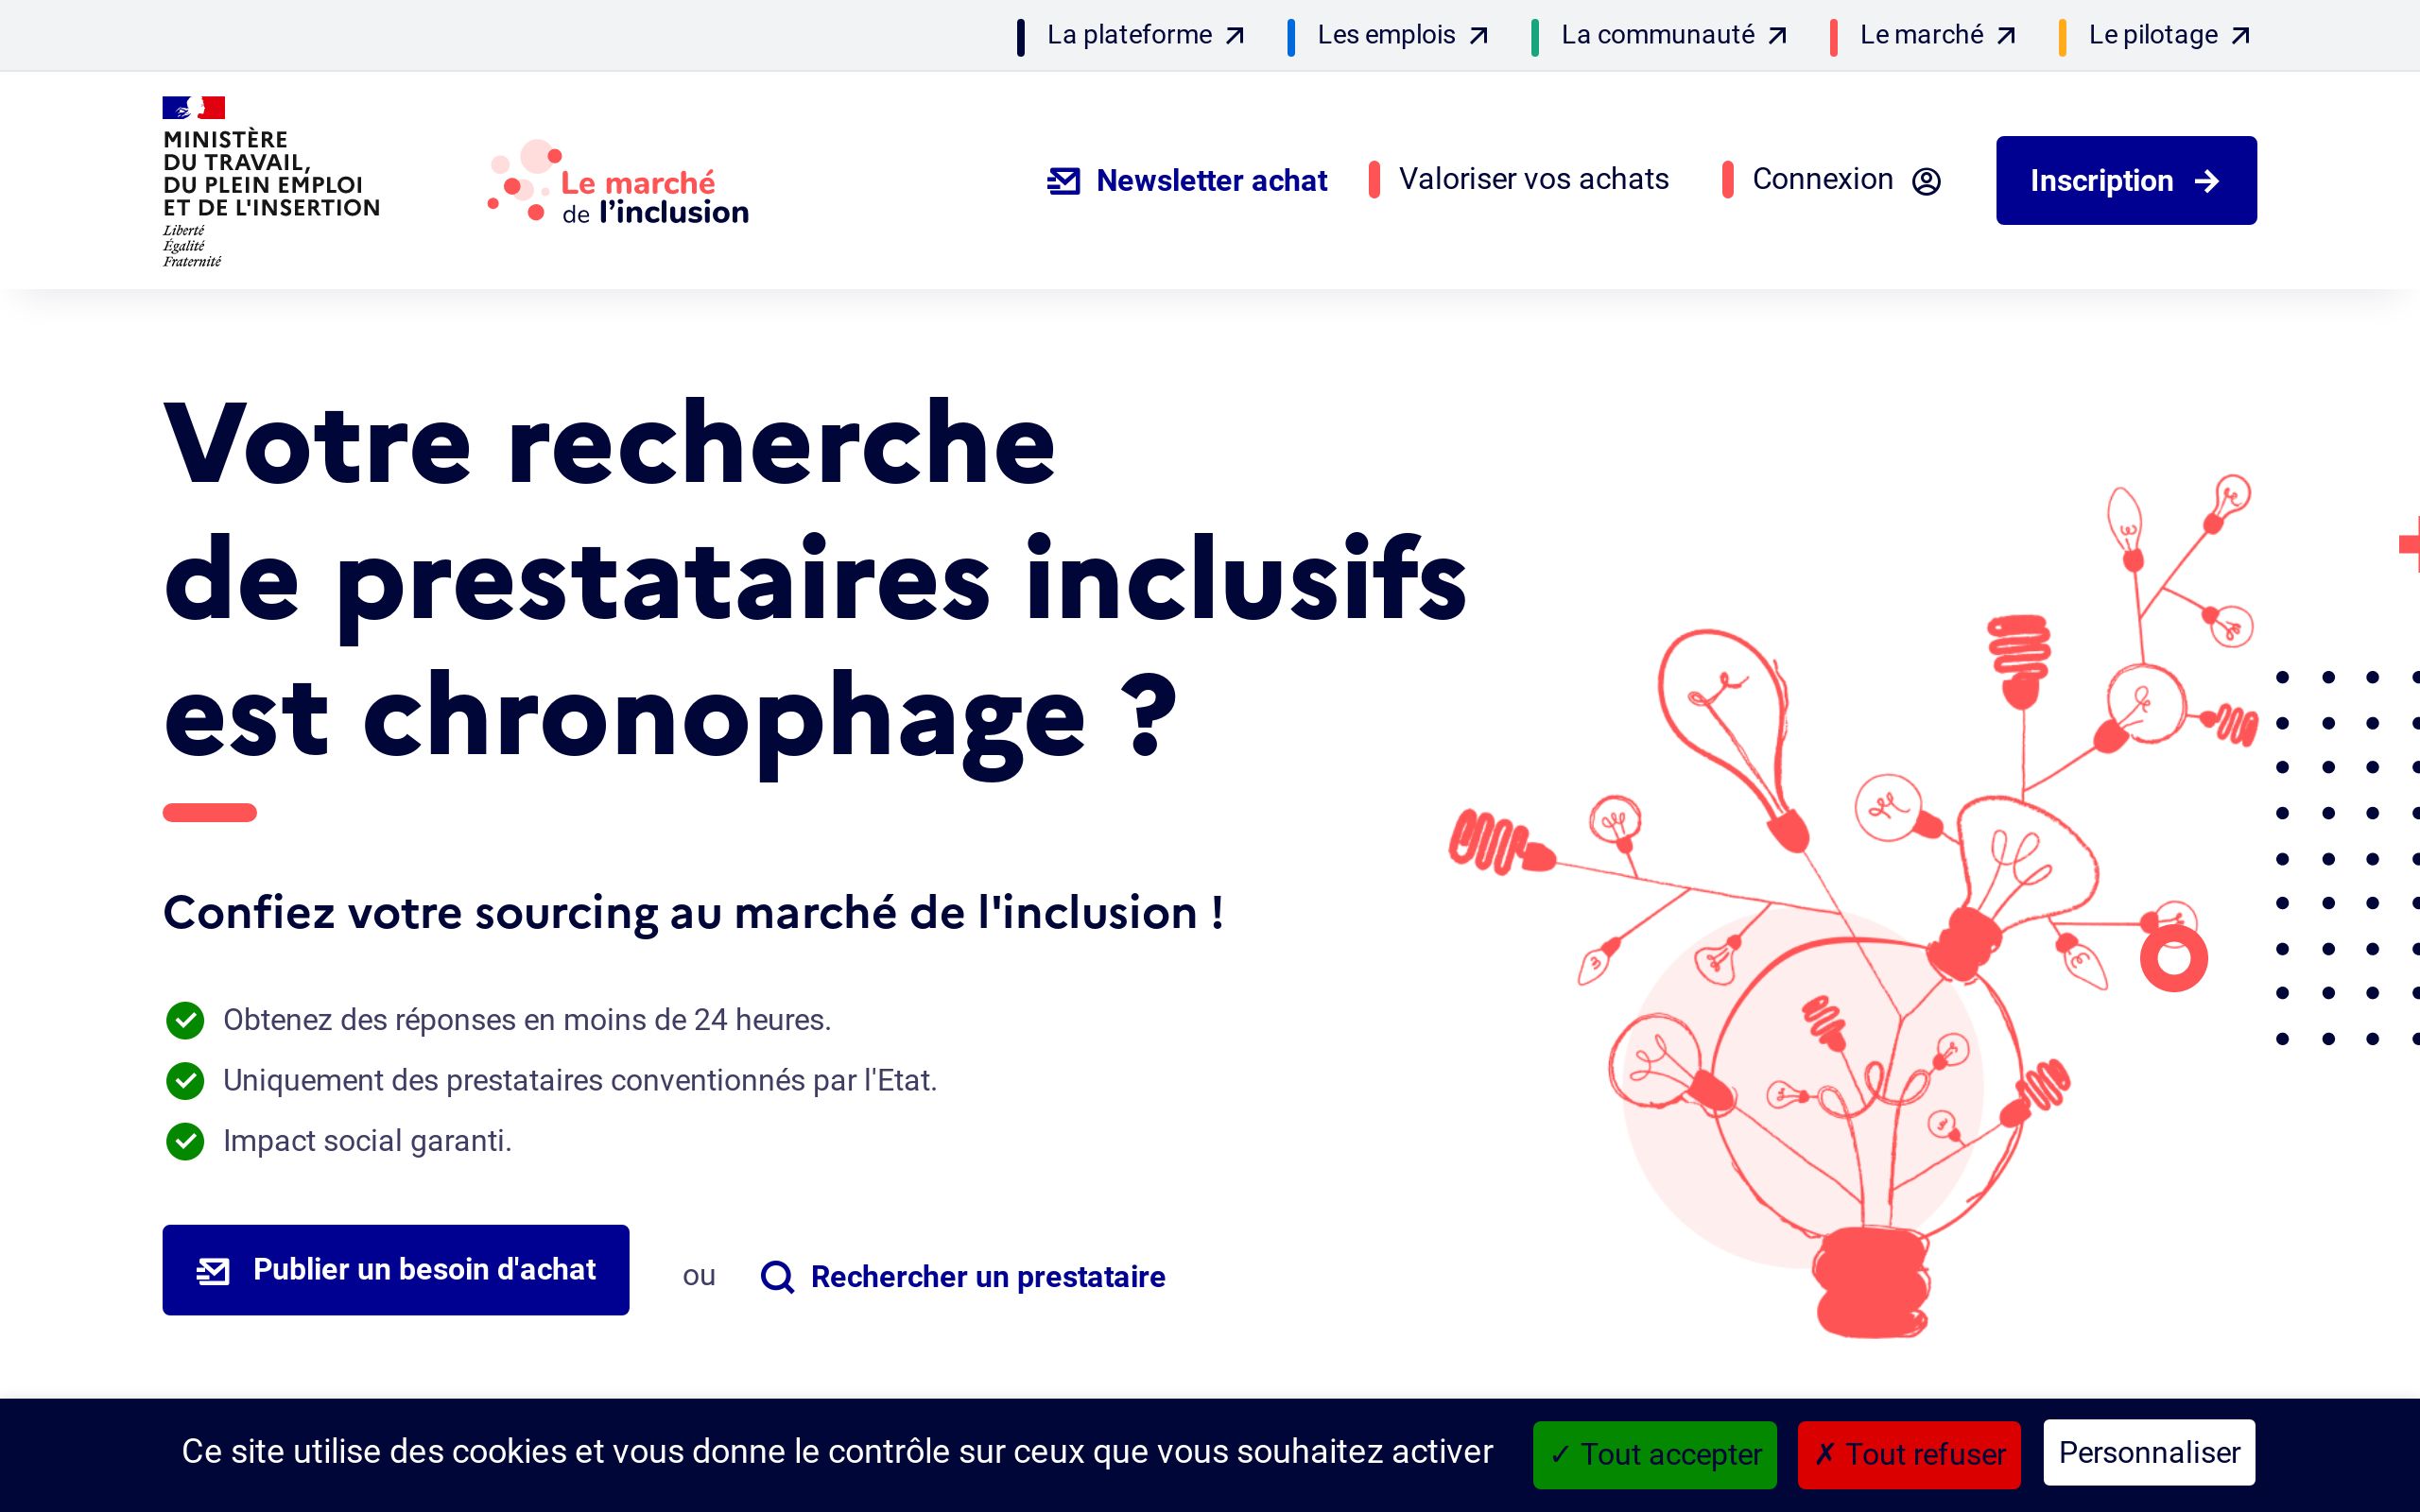 La plateforme
Les emplois
La communauté
Le marché
Le pilotage
MINISTÈRE
DU TRAVAIL,
DU PLEIN EMPLOI
ET DE L'INSERTION
Liberté
Égalité
Fraternité
Le marché
de l'inclusion
Newsletter achat
Valoriser vos achats
Connexion
Inscription
Votre recherche
de prestataires inclusifs
est chronophage ?
Confiez votre sourcing au marché de l'inclusion !
Obtenez des réponses en moins de 24 heures.
Uniquement des prestataires conventionnés par l'Etat.
Impact social garanti.
Publier un besoin d'achat
ou
Rechercher un prestataire
Ce site utilise des cookies et vous donne le contrôle sur ceux que vous souhaitez activer
✓ Tout accepter
✗ Tout refuser
Personnaliser